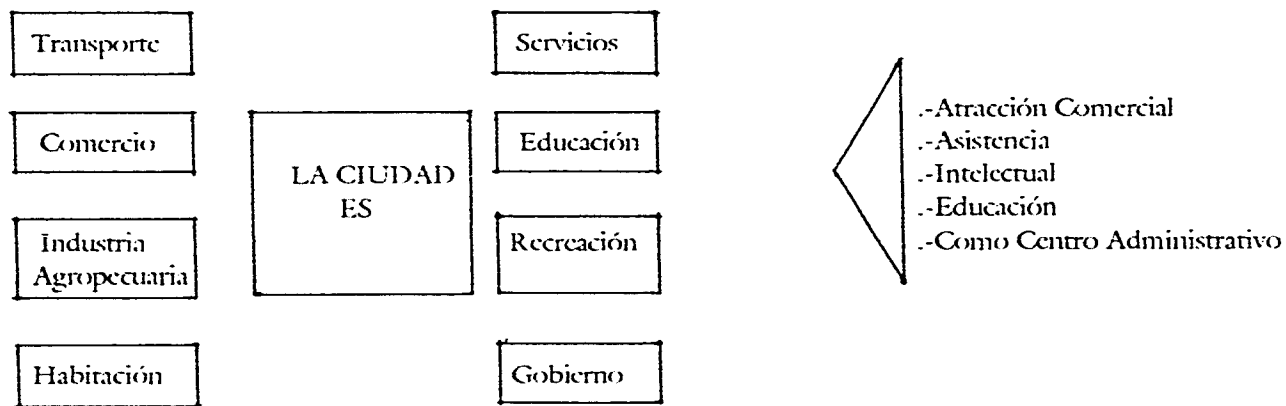 Transporte
Comercio
Industria
Agropecuaria
Habitación
LA CIUDAD
ES
Servicios
Educación
Recreación
Gobierno
.-Atracción Comercial
.-Asistencia
.-Intelectual
.-Educación
.-Como Centro Administrativo